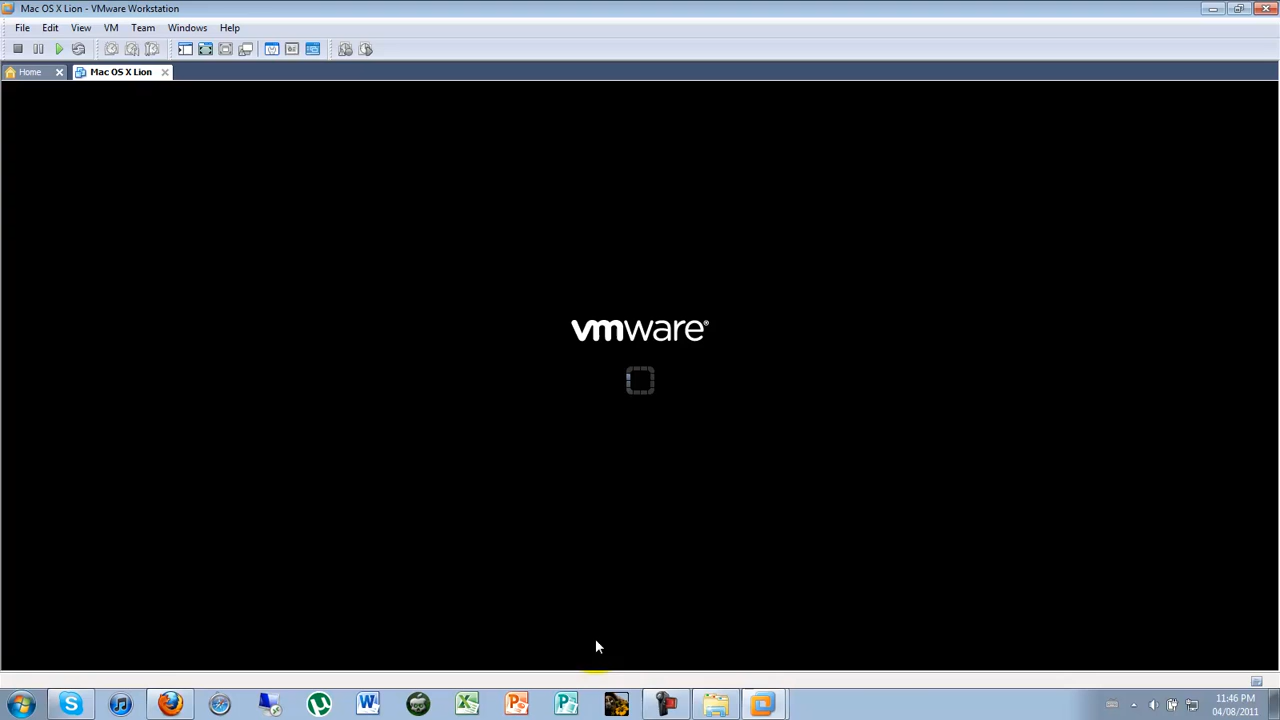 Mac OS X Lion - VMware Workstation
File Edit View VM Team Windows Help
Home Mac OS X Lion
vmware®
11:46 PM
04/08/2011